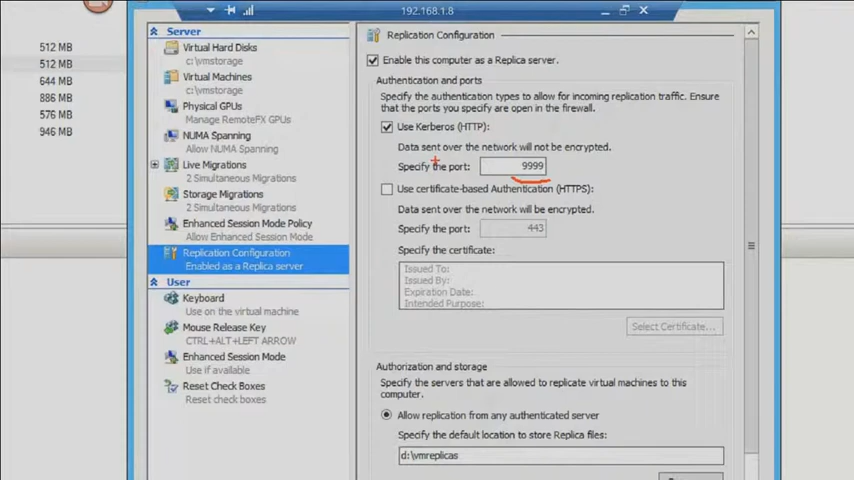 192.168.1.8
512 MB
512 MB
644 MB
886 MB
576 MB
946 MB
Server
Virtual Hard Disks
c:\vmstorage
Virtual Machines
c:\vmstorage
Physical GPUs
Manage RemoteFX GPUs
NUMA Spanning
Allow NUMA Spanning
Live Migrations
2 Simultaneous Migrations
Storage Migrations
2 Simultaneous Migrations
Enhanced Session Mode Policy
Allow Enhanced Session Mode
Replication Configuration
Enabled as a Replica server
User
Keyboard
Use on the virtual machine
Mouse Release Key
CTRL+ALT+LEFT ARROW
Enhanced Session Mode
Use if available
Reset Check Boxes
Reset check boxes
Replication Configuration
Enable this computer as a Replica server.
Authentication and ports
Specify the authentication types to allow for incoming replication traffic. Ensure
that the ports you specify are open in the firewall.
Use Kerberos (HTTP):
Data sent over the network will not be encrypted.
Specify the port: 9999
Use certificate-based Authentication (HTTPS):
Data sent over the network will be encrypted.
Specify the port: 443
Specify the certificate:
Issued To:
Issued By:
Expiration Date:
Intended Purpose:
Select Certificate...
Authorization and storage
Specify the servers that are allowed to replicate virtual machines to this
computer.
Allow replication from any authenticated server
Specify the default location to store Replica files:
d:\vmreplicas